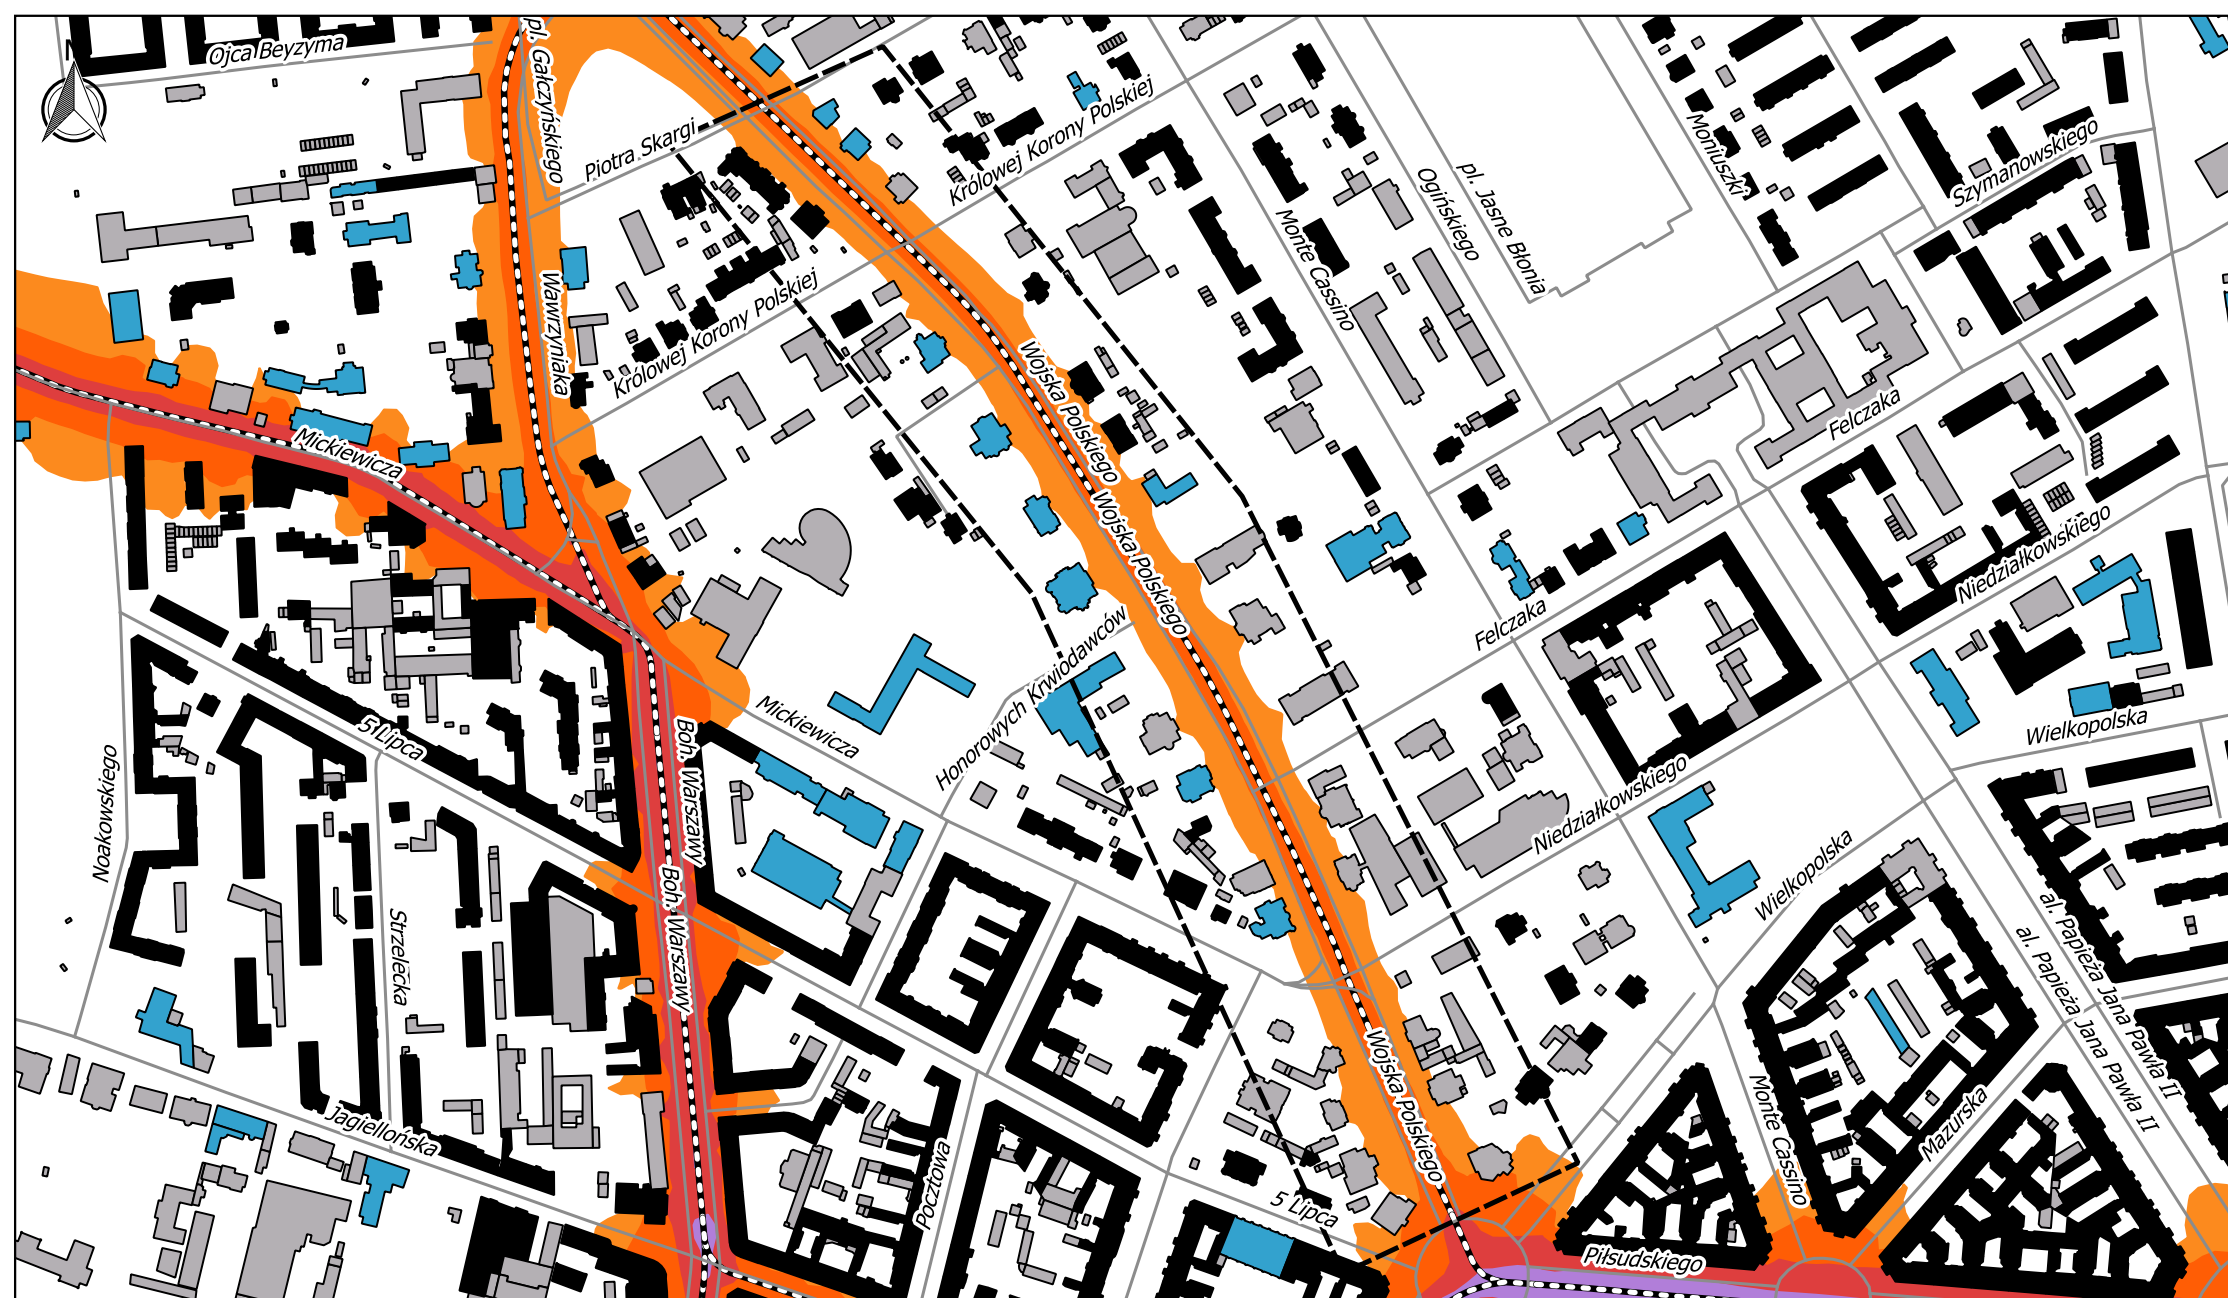 N
Ojca Beyzyma
pl. Gałczyńskiego
Piotra Skargi
Królowej Korony Polskiej
Moniuszki
Szymanowskiego
pl. Jasne Błonia
Ogińskiego
Monte Cassino
Wawrzyniaka
Królowej Korony Polskiej
Wojska Polskiego
Felczaka
Mickiewicza
Wojska Polskiego
Niedziałkowskiego
Felczaka
Honorowych Krwiodawców
Mickiewicza
5 Lipca
Boh. Warszawy
Wielkopolska
Noakowskiego
Niedziałkowskiego
Wielkopolska
Boh. Warszawy
Strzelecka
al. Papieża Jana Pawła II
al. Papieża Jana Pawła II
Wojska Polskiego
Monte Cassino
Mazurska
Jagiellońska
Pocztowa
5 Lipca
Piłsudskiego